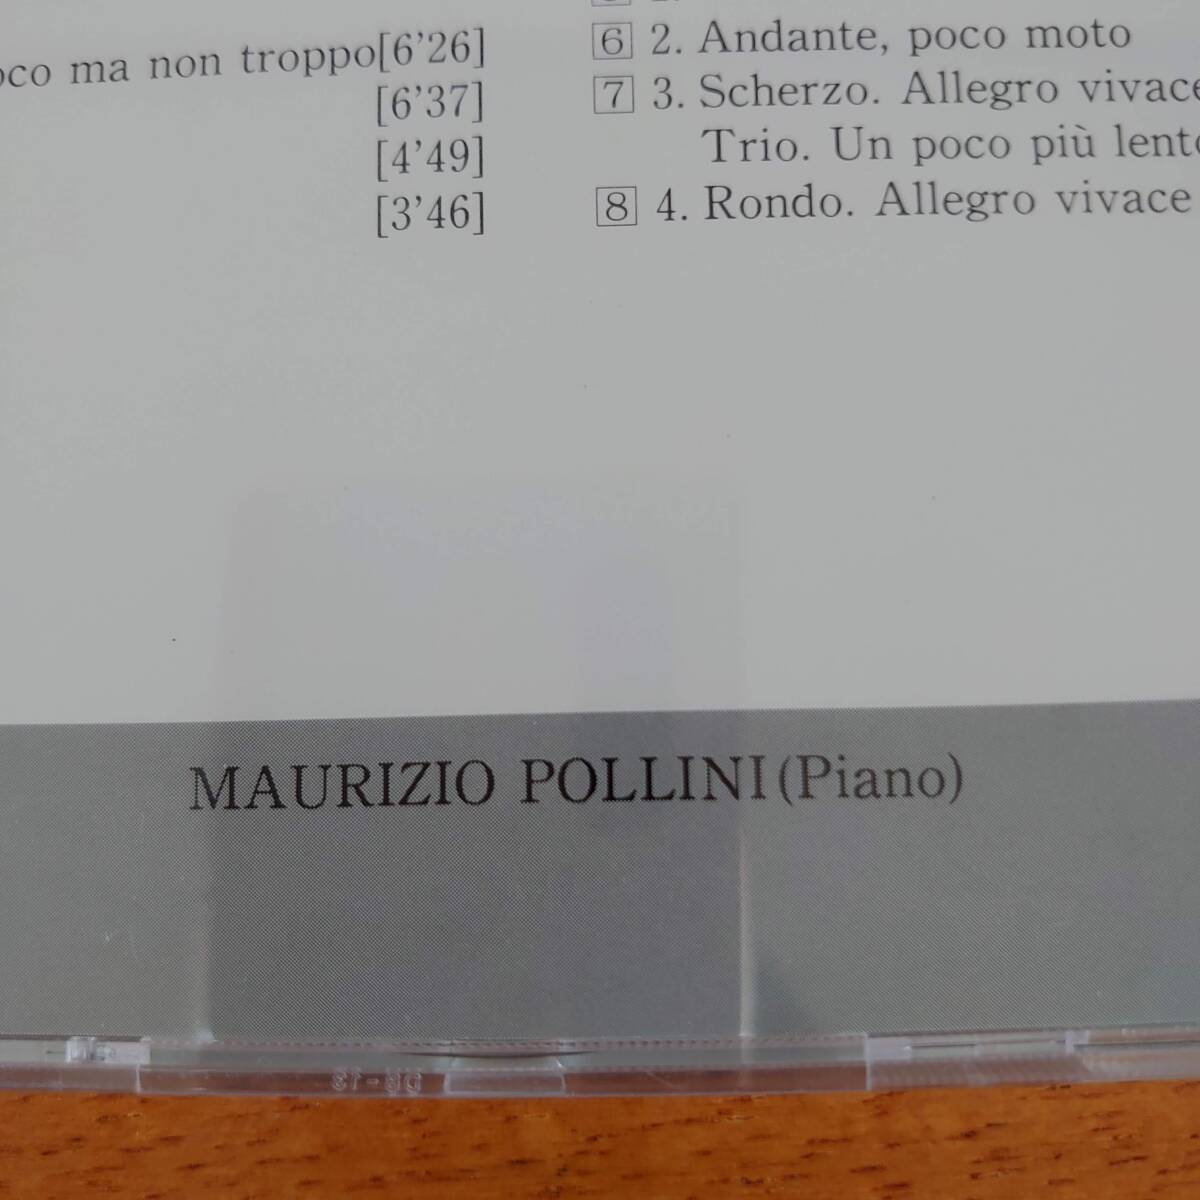 oco ma non troppo[6'26]
[6'37]
[4'49]
[3'46]
6 2. Andante, poco moto
7 3. Scherzo. Allegro vivace
Trio. Un poco più lento
8 4. Rondo. Allegro vivace
MAURIZIO POLLINI (Piano)